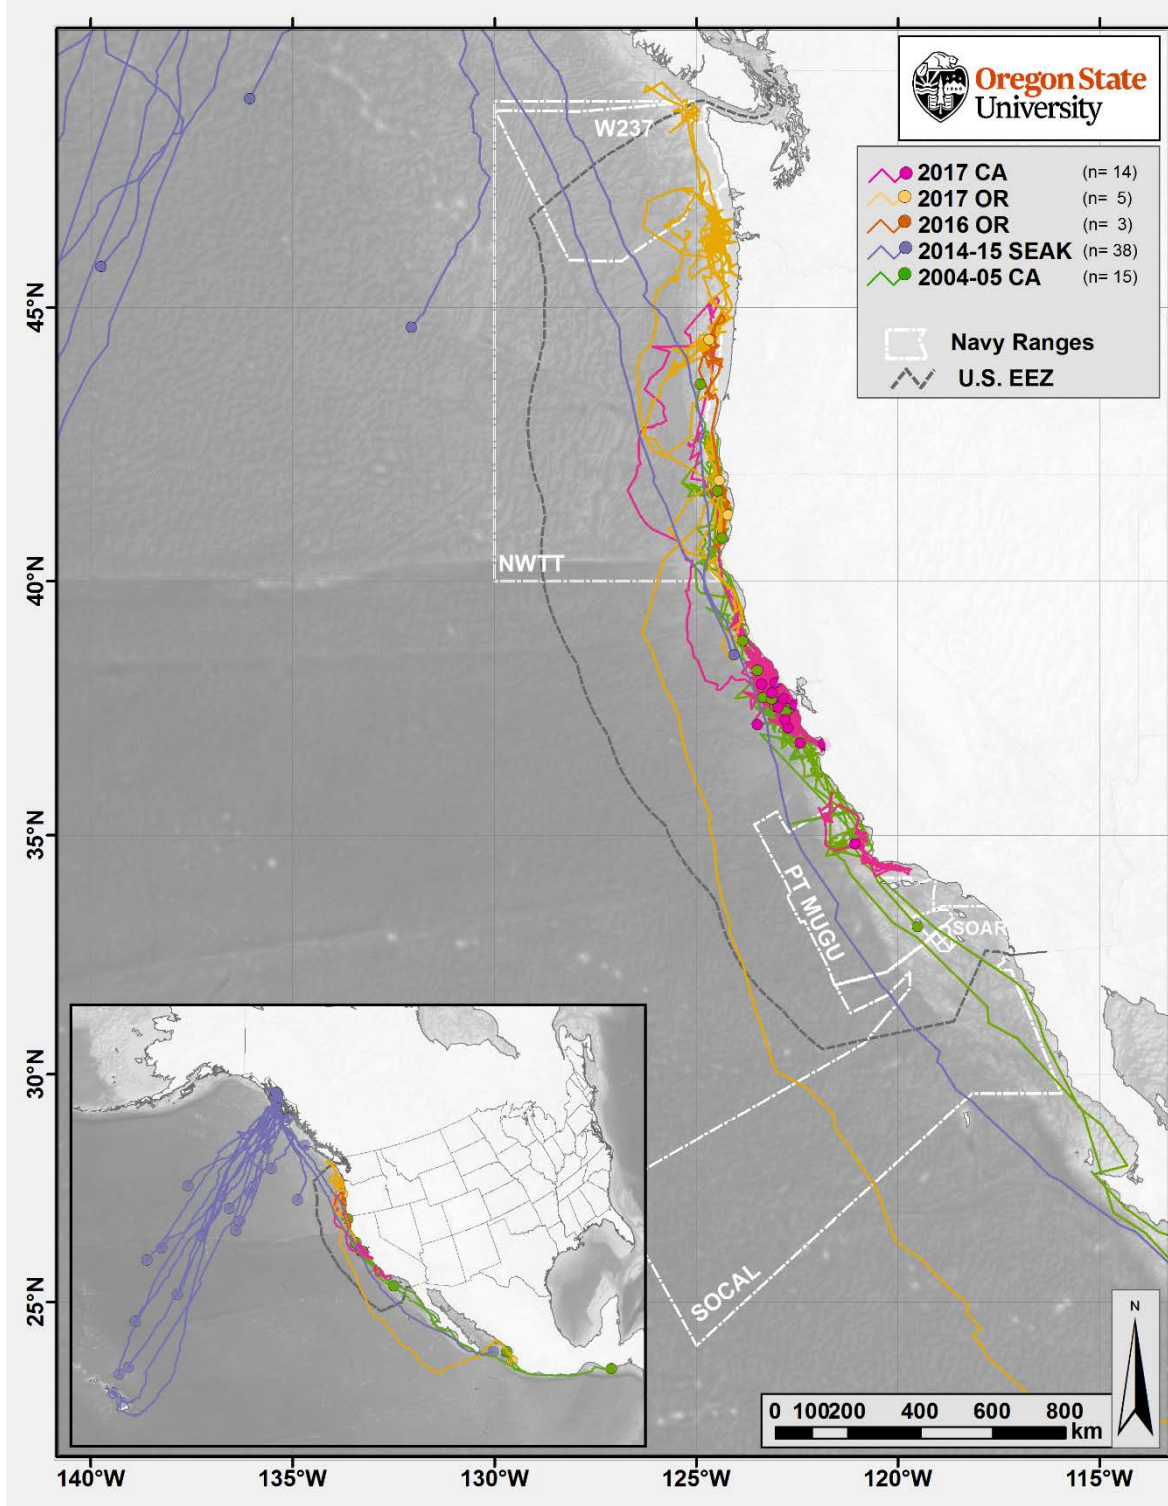 Oregon State
University
2017 CA (n= 14)
2017 OR (n= 5)
2016 OR (n= 3)
2014-15 SEAK (n= 38)
2004-05 CA (n= 15)
Navy Ranges
U.S. EEZ
W237
45°N
NWTT
40°N
35°N
PT MUGU
SOAR
30°N
SOCAL
25°N
N
0 100 200 400 600 800
km
140°W 135°W 130°W 125°W 120°W 115°W